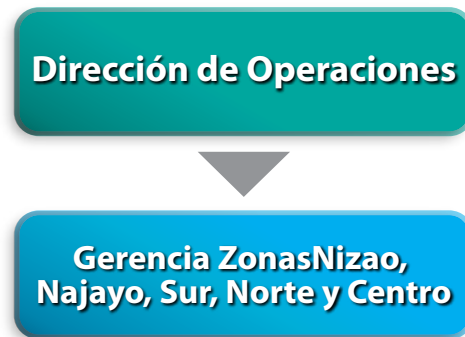 Dirección de Operaciones
Gerencia ZonasNizao,
Najayo, Sur, Norte y Centro